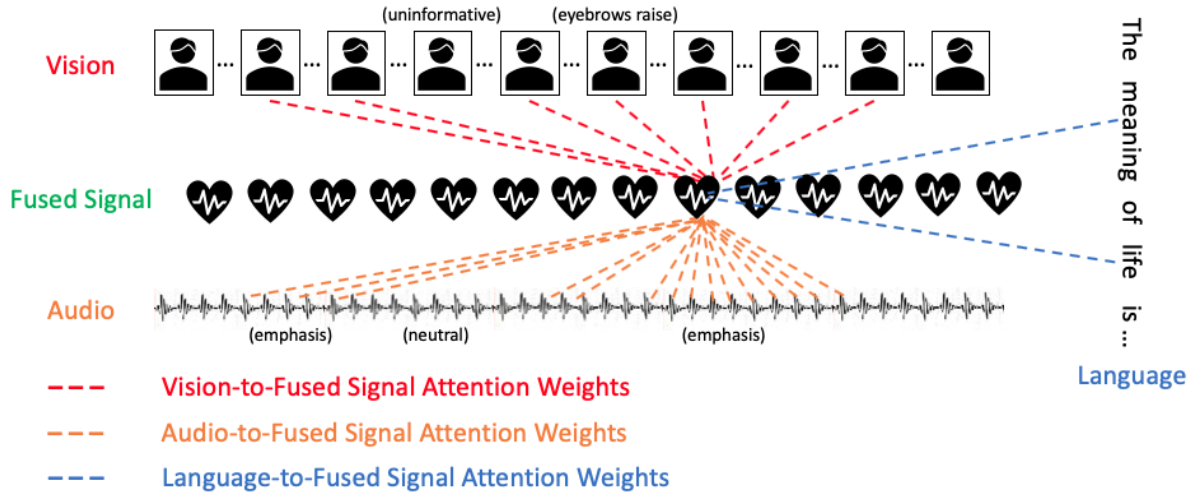 (uninformative) (eyebrows raise)
Vision
... ... ... ... ... ... ... ... ...
Fused Signal
Audio
(emphasis) (neutral) (emphasis)
The meaning of life is ...
Language
Vision-to-Fused Signal Attention Weights
Audio-to-Fused Signal Attention Weights
Language-to-Fused Signal Attention Weights